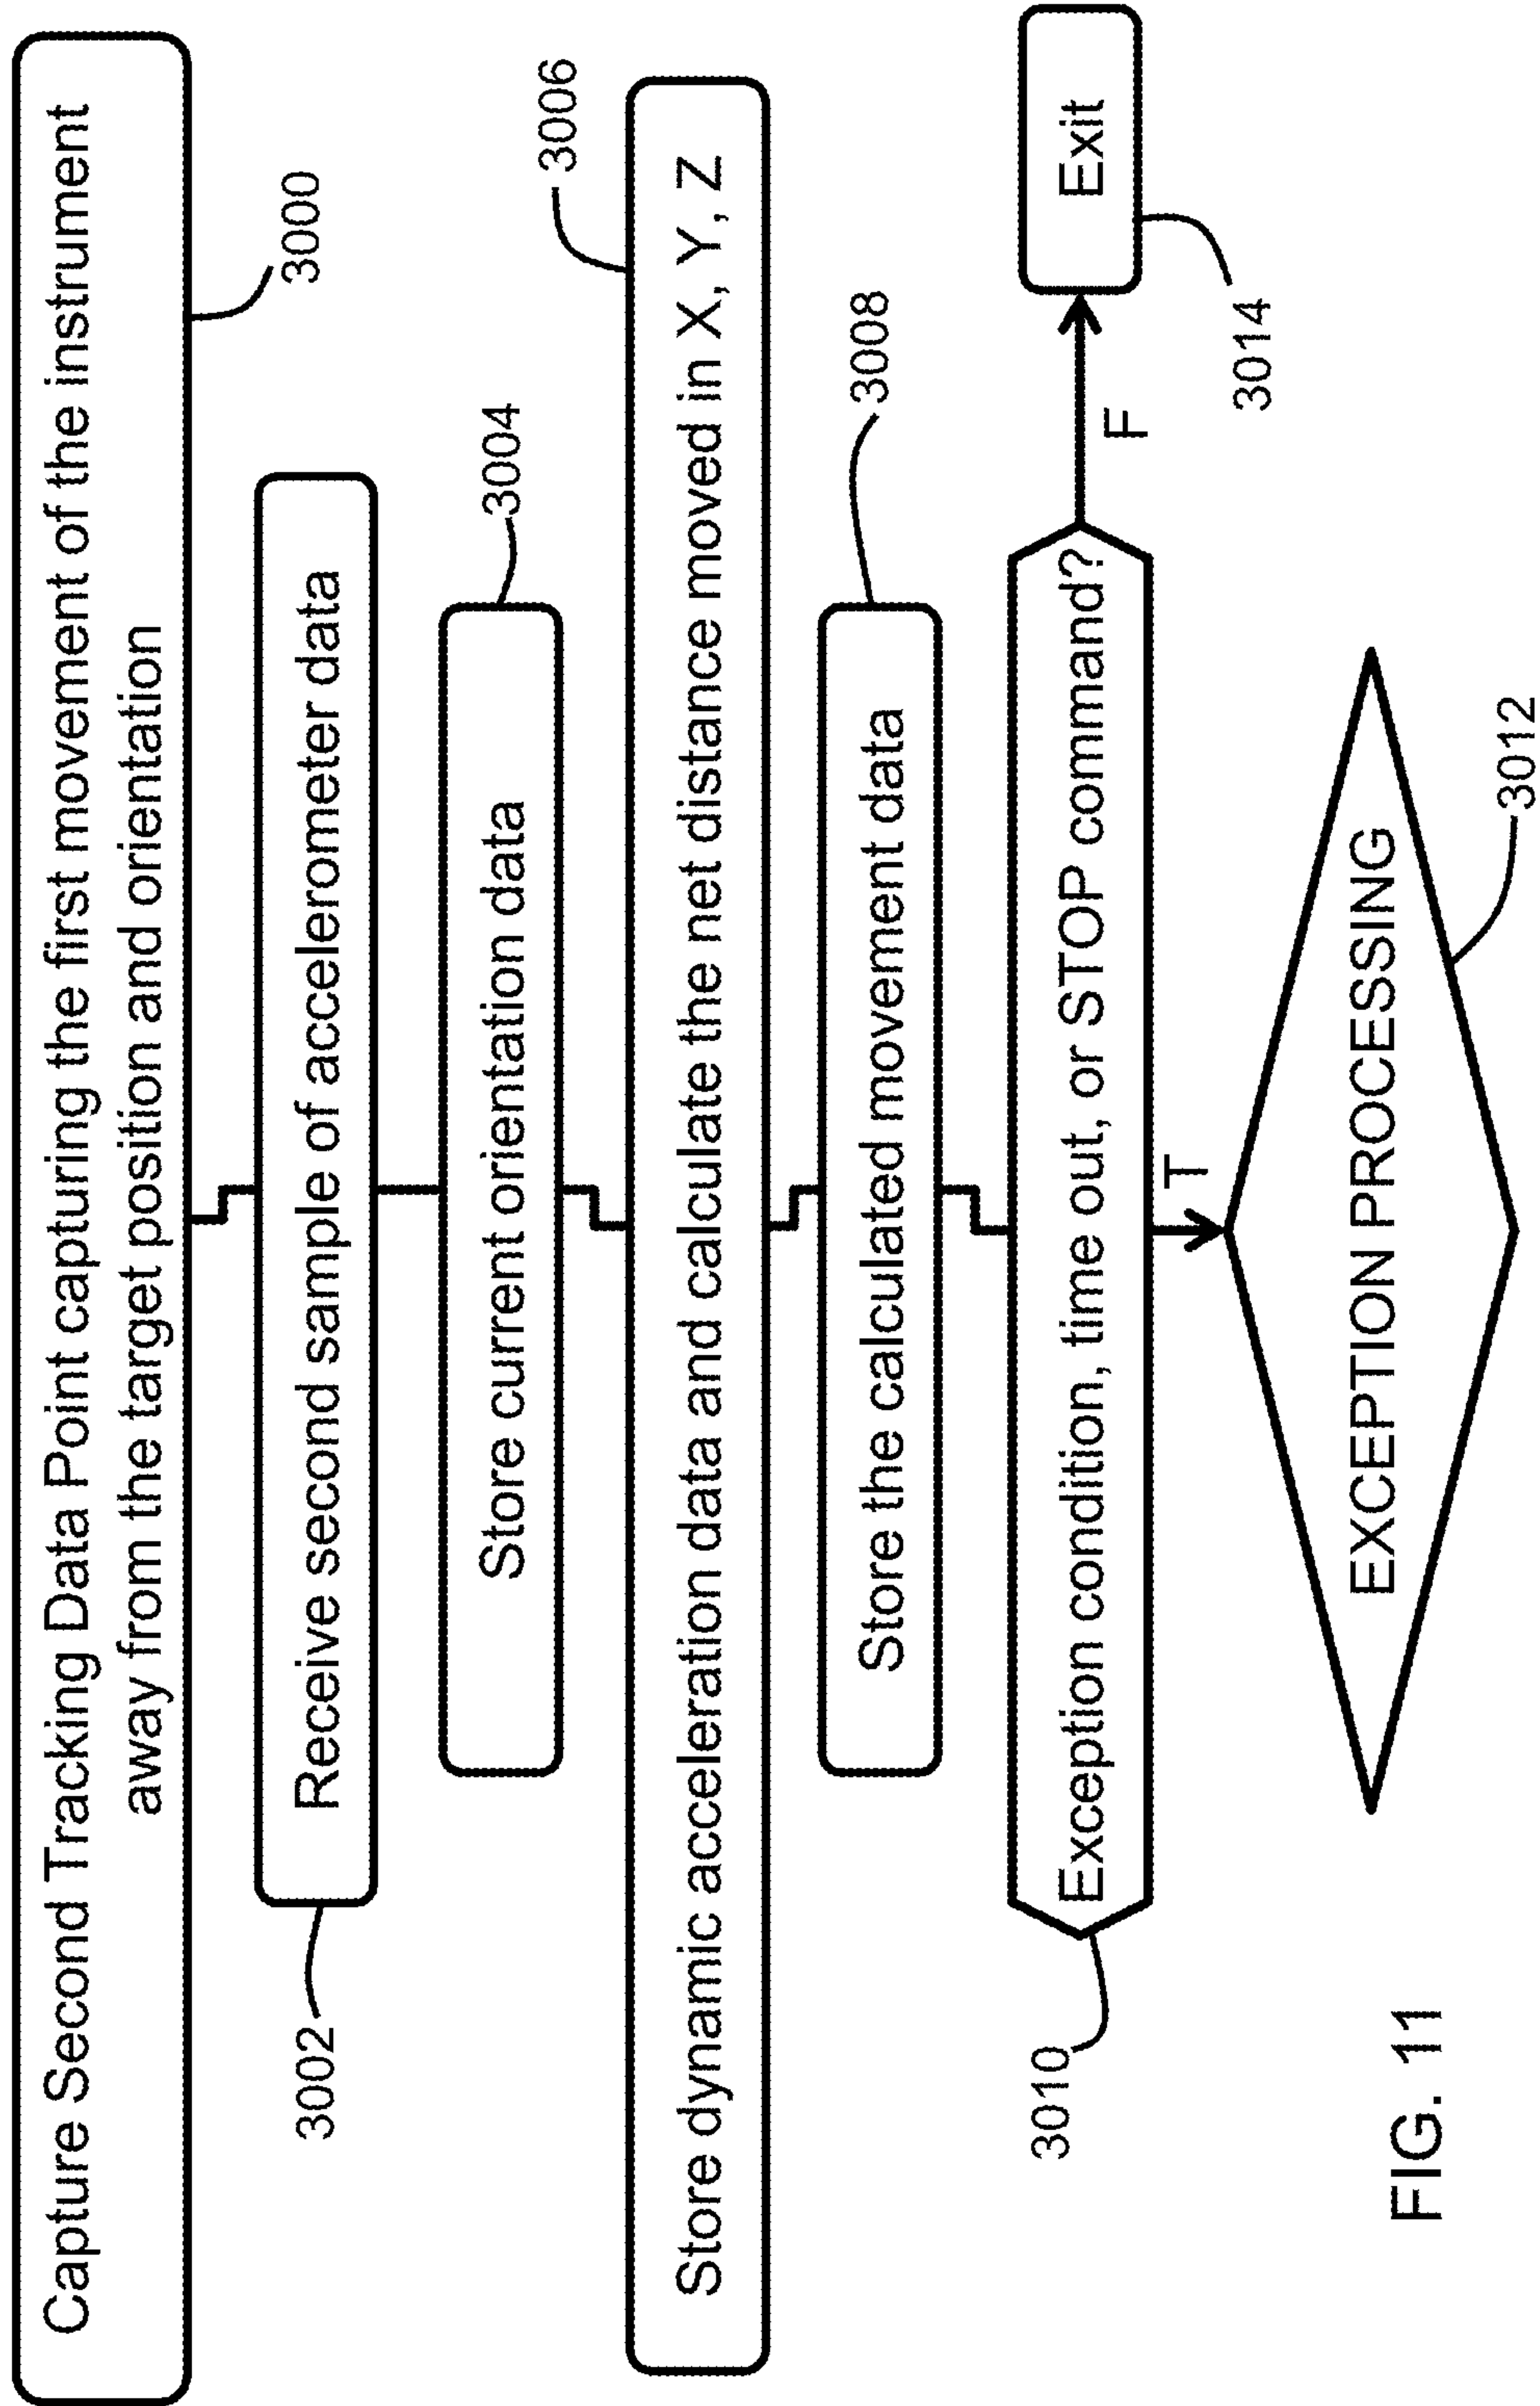 Capture Second Tracking Data Point capturing the first movement of the instrument
away from the target position and orientation
3000
Receive second sample of accelerometer data
3002
Store current orientation data
3004
3006
Store dynamic acceleration data and calculate the net distance moved in X, Y, Z
Store the calculated movement data
3008
3010
Exception condition, time out, or STOP command?
F
Exit
3014
T
EXCEPTION PROCESSING
3012
FIG. 11